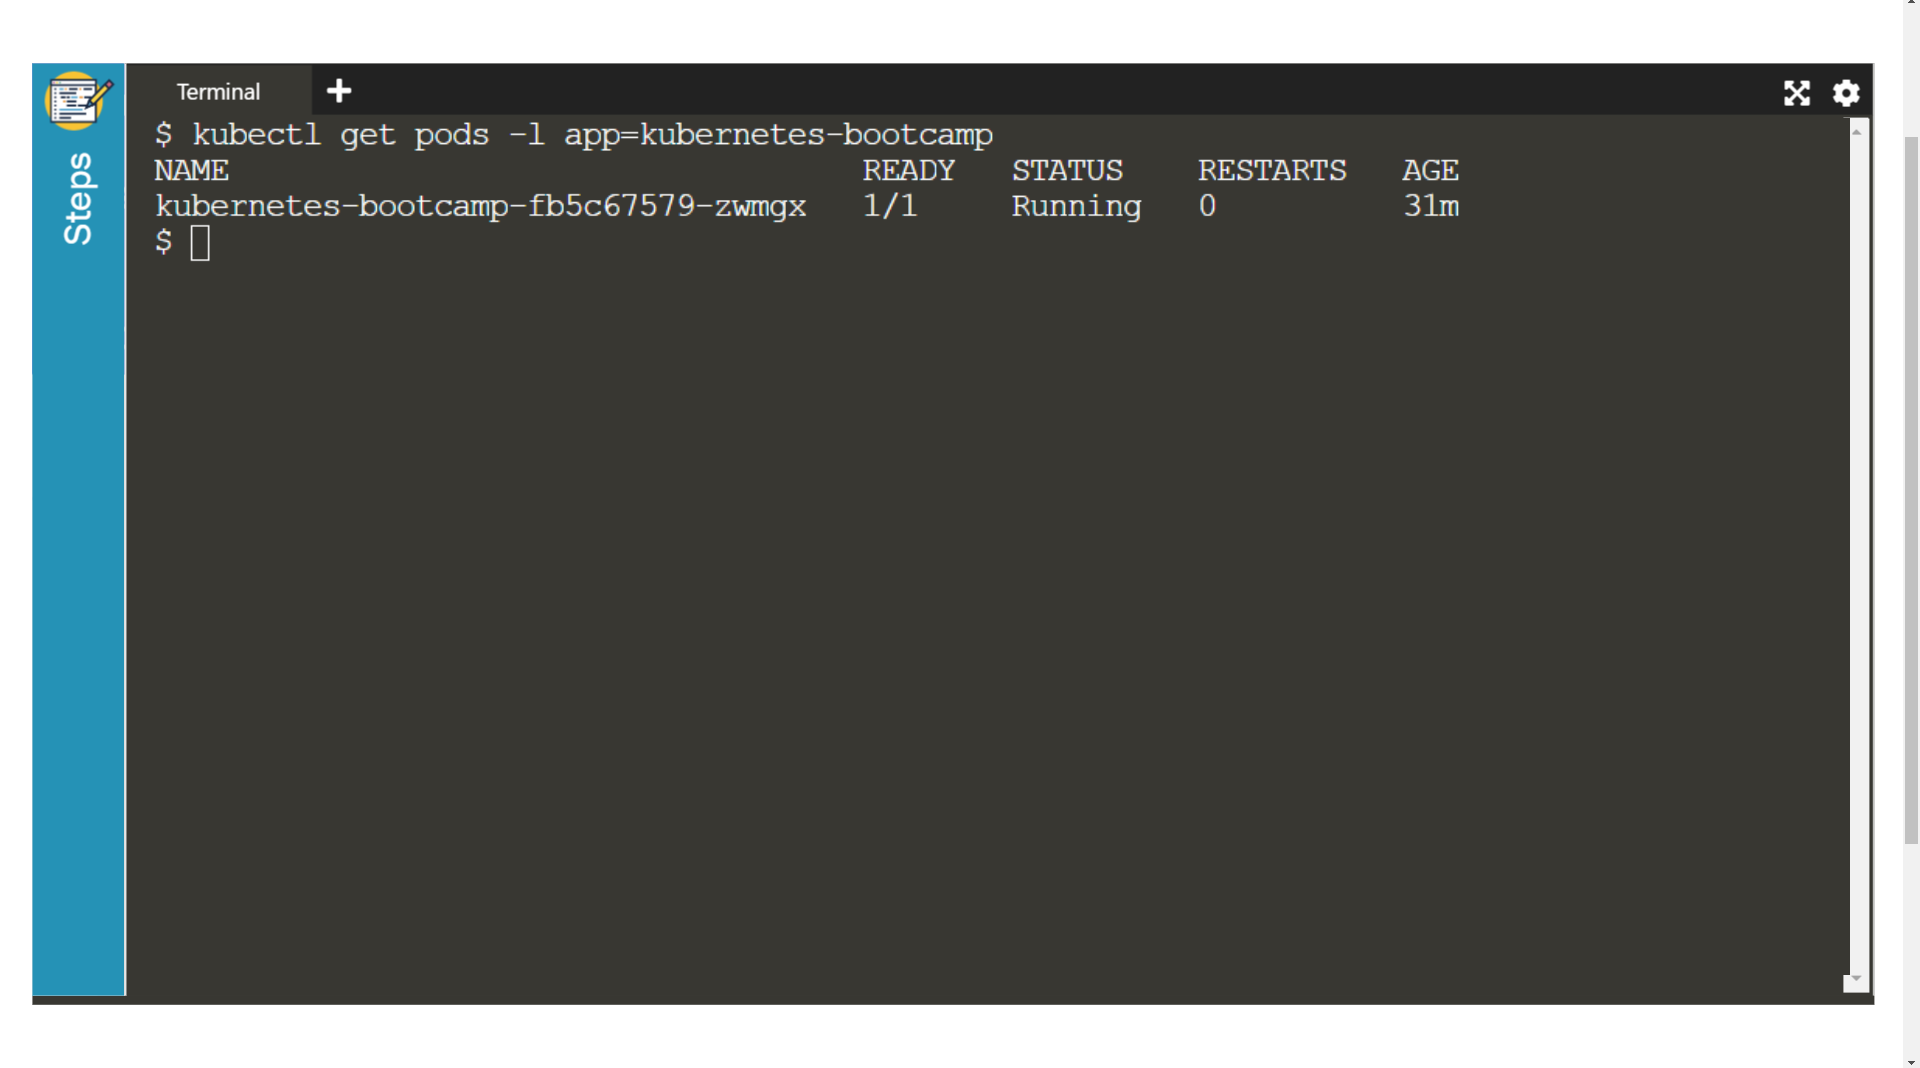 Steps
Terminal
$ kubectl get pods -l app=kubernetes-bootcamp
NAME READY STATUS RESTARTS AGE
kubernetes-bootcamp-fb5c67579-zwmgx 1/1 Running 0 31m
$